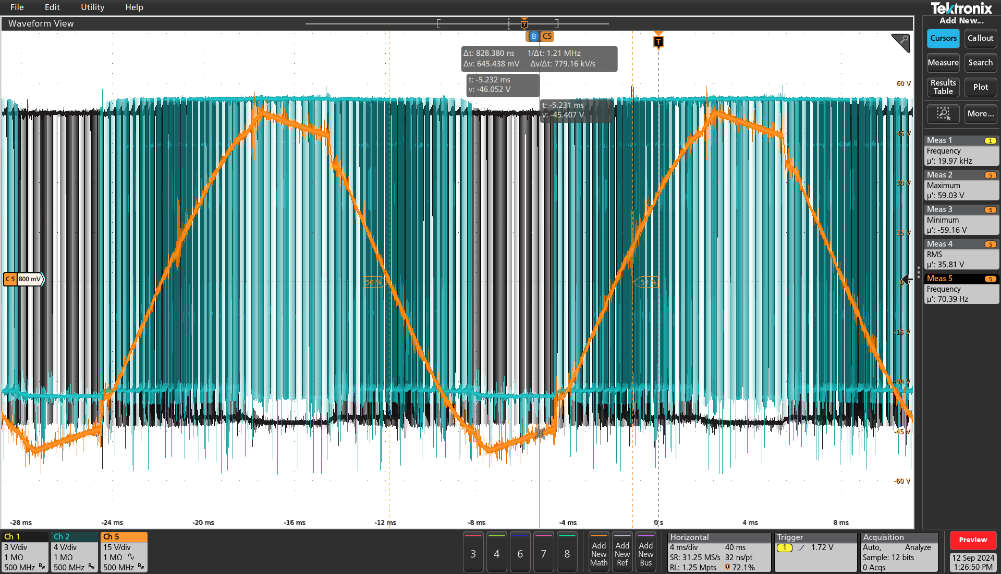 File Edit Utility Help
Tektronix
Waveform View
Add New...
T
B C5
T
Δt: 828.380 ns 1/Δt: 1.21 MHz
Δv: 645.438 mV Δv/Δt: 779.16 kV/s
t: -5.232 ms
v: -46.052 V
t: -5.231 ms
v: -45.407 V
Cursors Callout
Measure Search
Results Table Plot
More...
60 V
Meas 1 1
Frequency
µ': 19.97 kHz
Meas 2 5
Maximum
µ': 59.03 V
Meas 3 5
Minimum
µ': -59.16 V
Meas 4 5
RMS
µ': 35.81 V
Meas 5 5
Frequency
µ': 70.39 Hz
C 5 800 mV
-60 V
-28 ms -24 ms -20 ms -16 ms -12 ms -8 ms -4 ms 0 s 4 ms 8 ms
Ch 1
3 V/div
1 MΩ
500 MHz
Ch 2
4 V/div
1 MΩ
500 MHz
Ch 5
15 V/div
1 MΩ
500 MHz
3 4 6 7 8
Add New Math
Add New Ref
Add New Bus
Horizontal
4 ms/div 40 ms
SR: 31.25 MS/s 32 ns/pt
RL: 1.25 Mpts 72.1%
Trigger
1 1.72 V
Acquisition
Auto, Analyze
Sample: 12 bits
0 Acqs
Preview
12 Sep 2024
1:26:50 PM